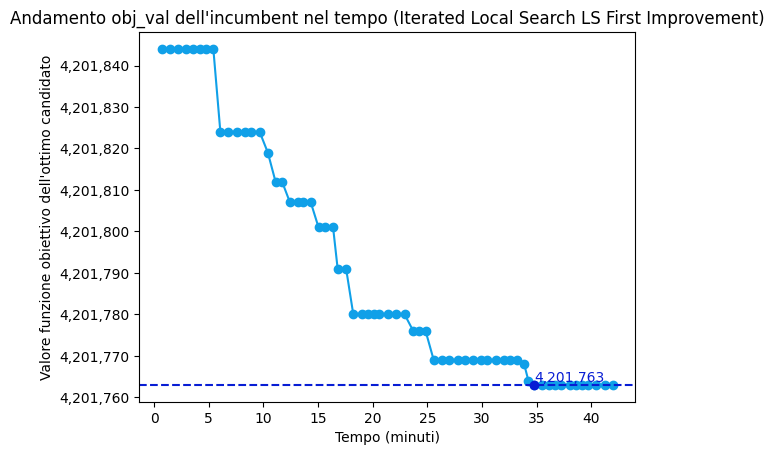 Andamento obj_val dell'incumbent nel tempo (Iterated Local Search LS First Improvement)
Valore funzione obiettivo dell'ottimo candidato
4,201,840
4,201,830
4,201,820
4,201,810
4,201,800
4,201,790
4,201,780
4,201,770
4,201,760
4,201,763
0 5 10 15 20 25 30 35 40
Tempo (minuti)